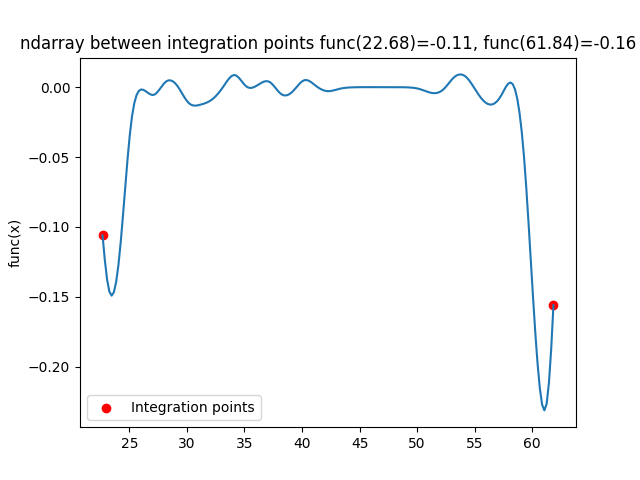 ndarray between integration points func(22.68)=-0.11, func(61.84)=-0.16
0.00
−0.05
−0.10
−0.15
−0.20
func(x)
Integration points
25 30 35 40 45 50 55 60